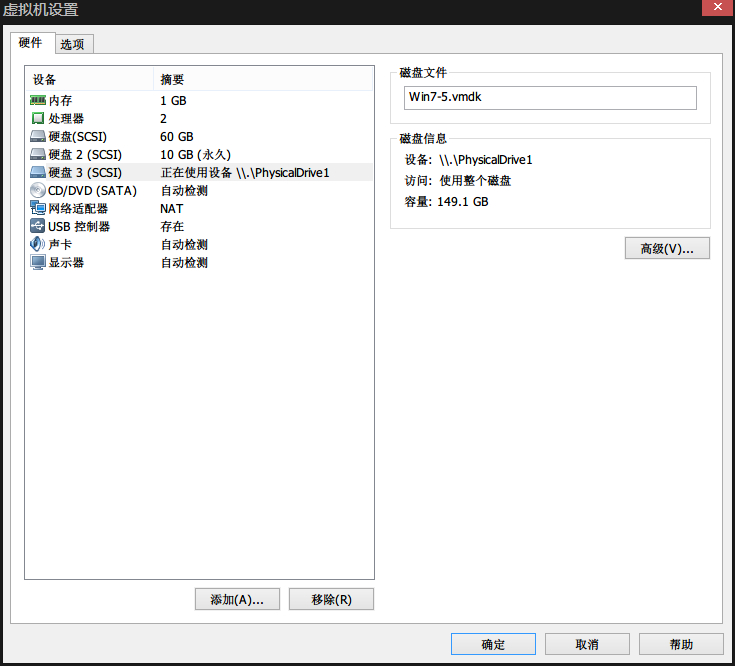 虚拟机设置
硬件 选项
设备 摘要
内存 1 GB
处理器 2
硬盘(SCSI) 60 GB
硬盘 2 (SCSI) 10 GB (永久)
硬盘 3 (SCSI) 正在使用设备 \\.\PhysicalDrive1
CD/DVD (SATA) 自动检测
网络适配器 NAT
USB 控制器 存在
声卡 自动检测
显示器 自动检测
添加(A)... 移除(R)
磁盘文件
Win7-5.vmdk
磁盘信息
设备: \\.\PhysicalDrive1
访问: 使用整个磁盘
容量: 149.1 GB
高级(V)...
确定 取消 帮助